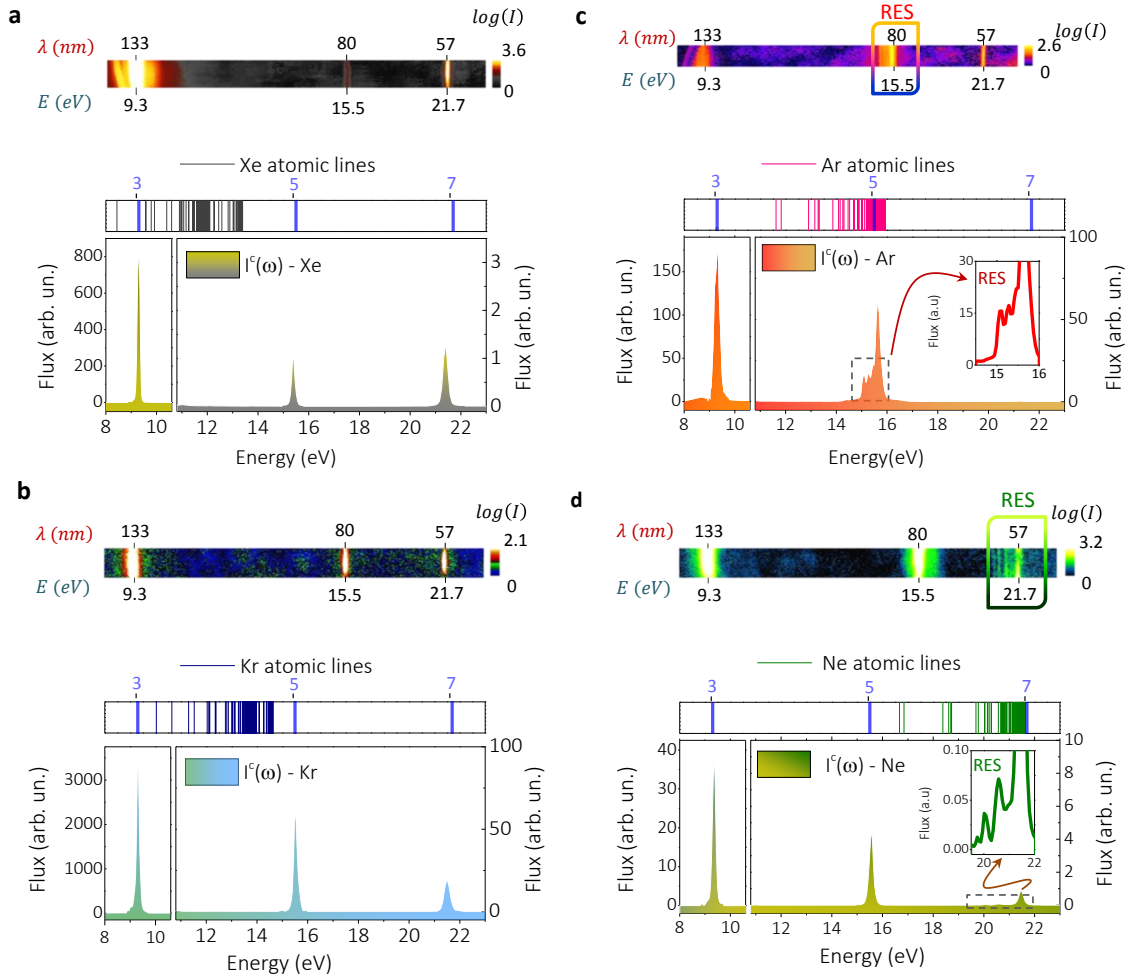 a
log(I)
λ (nm) 133 80 57 3.6
0
E (eV) 9.3 15.5 21.7
Xe atomic lines
3 5 7
I^c(ω) - Xe
Flux (arb. un.)
800
600
400
200
0
3
2
1
0
Flux (arb. un.)
8 10 12 14 16 18 20 22
Energy (eV)
b
log(I)
λ (nm) 133 80 57 2.1
0
E (eV) 9.3 15.5 21.7
Kr atomic lines
3 5 7
I^c(ω) - Kr
Flux (arb. un.)
3000
2000
1000
0
100
50
0
Flux (arb. un.)
8 10 12 14 16 18 20 22
Energy (eV)
c
RES
log(I)
λ (nm) 133 80 57 2.6
0
E (eV) 9.3 15.5 21.7
Ar atomic lines
3 5 7
I^c(ω) - Ar
Flux (arb. un.)
150
100
50
0
100
50
0
Flux (arb. un.)
RES
Flux (a.u)
30
15
0
15 16
8 10 12 14 16 18 20 22
Energy(eV)
d
RES
log(I)
λ (nm) 133 80 57 3.2
0
E (eV) 9.3 15.5 21.7
Ne atomic lines
3 5 7
I^c(ω) - Ne
Flux (arb. un.)
40
30
20
10
0
10
8
6
4
2
0
Flux (arb. un.)
RES
Flux (a.u)
0.10
0.05
0.00
20 22
8 10 12 14 16 18 20 22
Energy (eV)